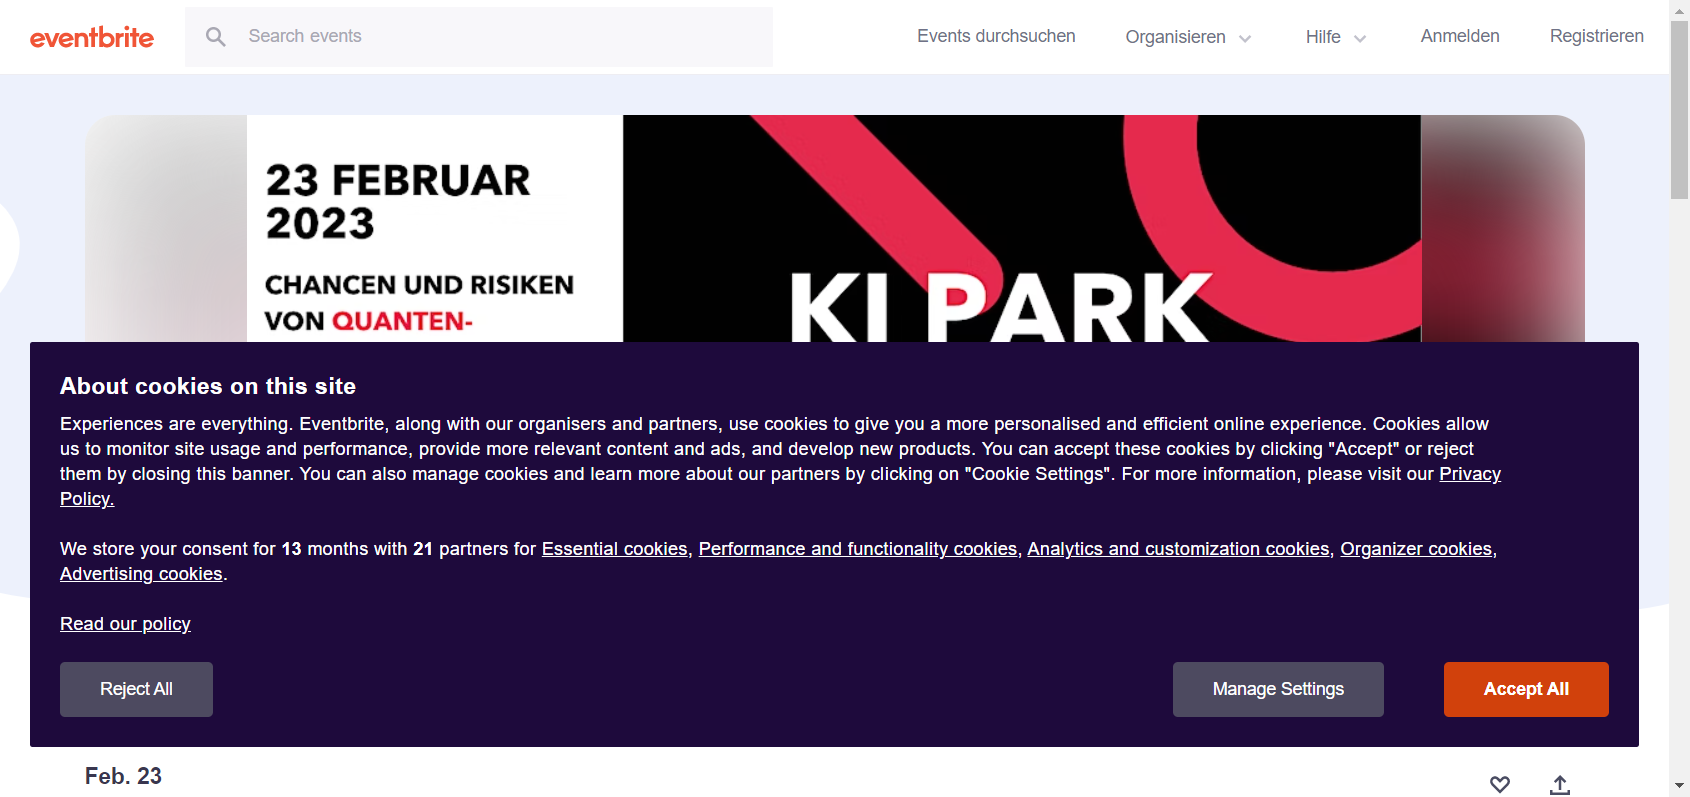 eventbrite
Search events
Events durchsuchen
Organisieren
Hilfe
Anmelden
Registrieren
23 FEBRUAR
2023
CHANCEN UND RISIKEN
VON QUANTEN-
KI PARK
About cookies on this site
Experiences are everything. Eventbrite, along with our organisers and partners, use cookies to give you a more personalised and efficient online experience. Cookies allow
us to monitor site usage and performance, provide more relevant content and ads, and develop new products. You can accept these cookies by clicking "Accept" or reject
them by closing this banner. You can also manage cookies and learn more about our partners by clicking on "Cookie Settings". For more information, please visit our Privacy
Policy.
We store your consent for 13 months with 21 partners for Essential cookies, Performance and functionality cookies, Analytics and customization cookies, Organizer cookies,
Advertising cookies.
Read our policy
Reject All
Manage Settings
Accept All
Feb. 23